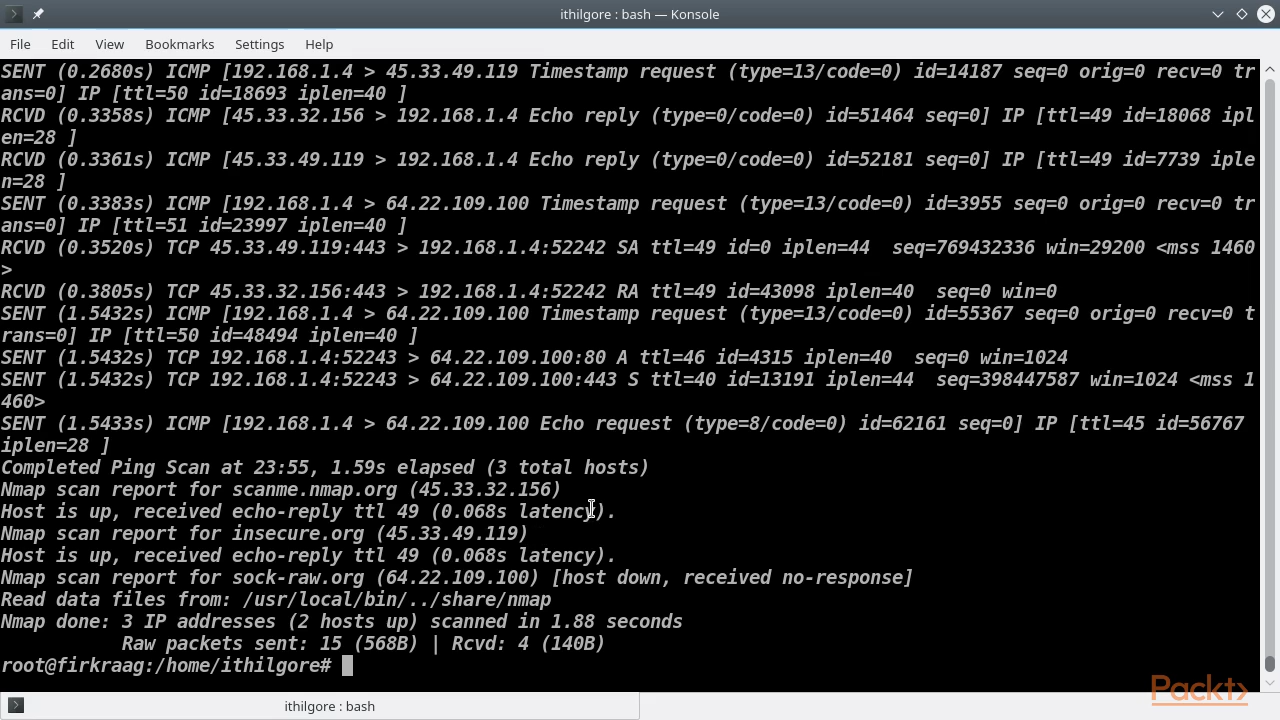 ithilgore : bash — Konsole
File Edit View Bookmarks Settings Help
SENT (0.2680s) ICMP [192.168.1.4 > 45.33.49.119 Timestamp request (type=13/code=0) id=14187 seq=0 orig=0 recv=0 tr
ans=0] IP [ttl=50 id=18693 iplen=40 ]
RCVD (0.3358s) ICMP [45.33.32.156 > 192.168.1.4 Echo reply (type=0/code=0) id=51464 seq=0] IP [ttl=49 id=18068 ipl
en=28 ]
RCVD (0.3361s) ICMP [45.33.49.119 > 192.168.1.4 Echo reply (type=0/code=0) id=52181 seq=0] IP [ttl=49 id=7739 iple
n=28 ]
SENT (0.3383s) ICMP [192.168.1.4 > 64.22.109.100 Timestamp request (type=13/code=0) id=3955 seq=0 orig=0 recv=0 tr
ans=0] IP [ttl=51 id=23997 iplen=40 ]
RCVD (0.3520s) TCP 45.33.49.119:443 > 192.168.1.4:52242 SA ttl=49 id=0 iplen=44  seq=769432336 win=29200 <mss 1460
>
RCVD (0.3805s) TCP 45.33.32.156:443 > 192.168.1.4:52242 RA ttl=49 id=43098 iplen=40  seq=0 win=0
SENT (1.5432s) ICMP [192.168.1.4 > 64.22.109.100 Timestamp request (type=13/code=0) id=55367 seq=0 orig=0 recv=0 t
rans=0] IP [ttl=50 id=48494 iplen=40 ]
SENT (1.5432s) TCP 192.168.1.4:52243 > 64.22.109.100:80 A ttl=46 id=4315 iplen=40  seq=0 win=1024
SENT (1.5432s) TCP 192.168.1.4:52243 > 64.22.109.100:443 S ttl=40 id=13191 iplen=44  seq=398447587 win=1024 <mss 1
460>
SENT (1.5433s) ICMP [192.168.1.4 > 64.22.109.100 Echo request (type=8/code=0) id=62161 seq=0] IP [ttl=45 id=56767
iplen=28 ]
Completed Ping Scan at 23:55, 1.59s elapsed (3 total hosts)
Nmap scan report for scanme.nmap.org (45.33.32.156)
Host is up, received echo-reply ttl 49 (0.068s latency).
Nmap scan report for insecure.org (45.33.49.119)
Host is up, received echo-reply ttl 49 (0.068s latency).
Nmap scan report for sock-raw.org (64.22.109.100) [host down, received no-response]
Read data files from: /usr/local/bin/../share/nmap
Nmap done: 3 IP addresses (2 hosts up) scanned in 1.88 seconds
           Raw packets sent: 15 (568B) | Rcvd: 4 (140B)
root@firkraag:/home/ithilgore#
Packt>
ithilgore : bash